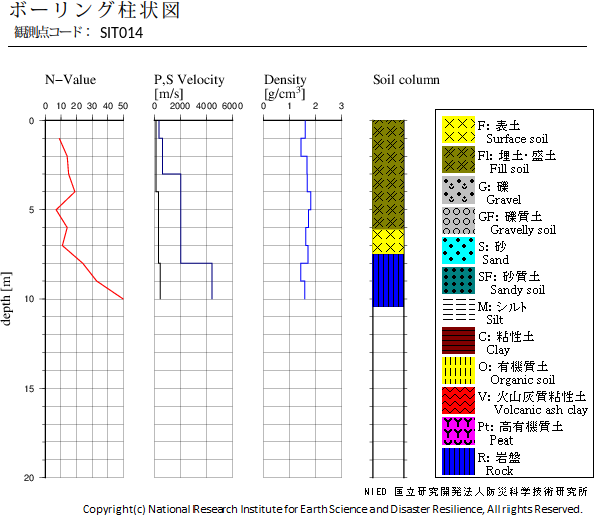 ボーリング柱状図
観測点コード： SIT014
N-Value
0 10 20 30 40 50
P,S Velocity
[m/s]
0 2000 4000 6000
Density
[g/cm3]
0 1 2 3
Soil column
depth [m]
0
5
10
15
20
F: 表土
Surface soil
Fl: 埋土・盛土
Fill soil
G: 礫
Gravel
GF: 礫質土
Gravelly soil
S: 砂
Sand
SF: 砂質土
Sandy soil
M: シルト
Silt
C: 粘性土
Clay
O: 有機質土
Organic soil
V: 火山灰質粘性土
Volcanic ash clay
Pt: 高有機質土
Peat
R: 岩盤
Rock
NIED 国立研究開発法人防災科学技術研究所
Copyright(c) National Research Institute for Earth Science and Disaster Resilience, All rights Reserved.